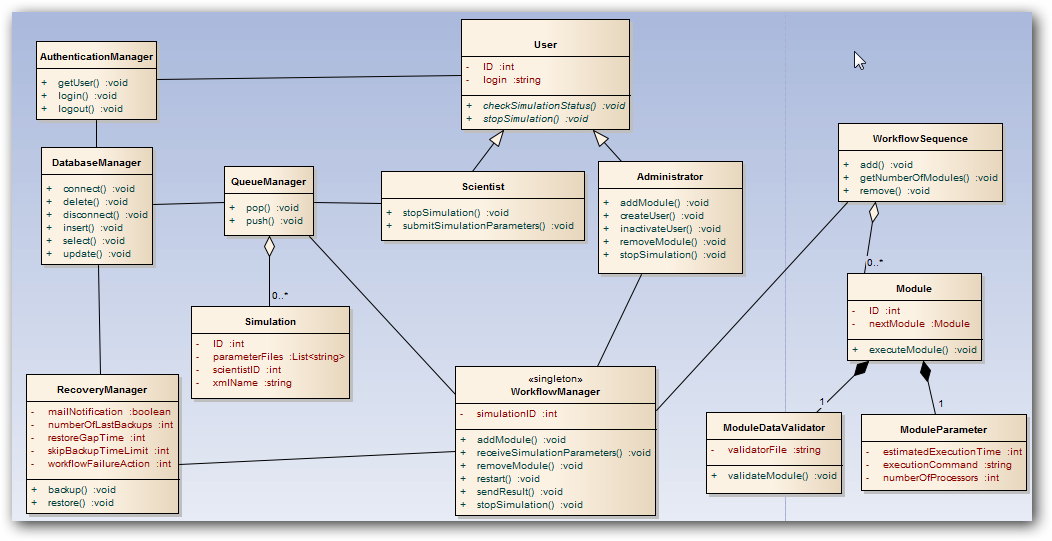 AuthenticationManager
+ getUser() :void
+ login() :void
+ logout() :void
User
- ID :int
- login :string
+ checkSimulationStatus() :void
+ stopSimulation() :void
WorkflowSequence
+ add() :void
+ getNumberOfModules() :void
+ remove() :void
DatabaseManager
+ connect() :void
+ delete() :void
+ disconnect() :void
+ insert() :void
+ select() :void
+ update() :void
QueueManager
+ pop() :void
+ push() :void
Scientist
+ stopSimulation() :void
+ submitSimulationParameters() :void
Administrator
+ addModule() :void
+ createUser() :void
+ inactivateUser() :void
+ removeModule() :void
+ stopSimulation() :void
0..*
0..*
Module
- ID :int
- nextModule :Module
+ executeModule() :void
Simulation
- ID :int
- parameterFiles :List<string>
- scientistID :int
- xmlName :string
RecoveryManager
- mailNotification :boolean
- numberOfLastBackups :int
- restoreGapTime :int
- skipBackupTimeLimit :int
- workflowFailureAction :int
+ backup() :void
+ restore() :void
«singleton»
WorkflowManager
- simulationID :int
+ addModule() :void
+ receiveSimulationParameters() :void
+ removeModule() :void
+ restart() :void
+ sendResult() :void
+ stopSimulation() :void
1
1
ModuleDataValidator
- validatorFile :string
+ validateModule() :void
ModuleParameter
- estimatedExecutionTime :int
- executionCommand :string
- numberOfProcessors :int